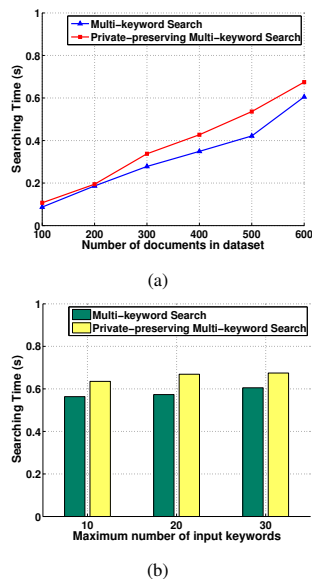 1
0.8
0.6
0.4
0.2
0
Searching Time (s)
Multi-keyword Search
Private-preserving Multi-keyword Search
100 200 300 400 500 600
Number of documents in dataset
(a)
1
0.8
0.6
0.4
0.2
0
Searching Time (s)
Multi-keyword Search
Private-preserving Multi-keyword Search
10 20 30
Maximum number of input keywords
(b)